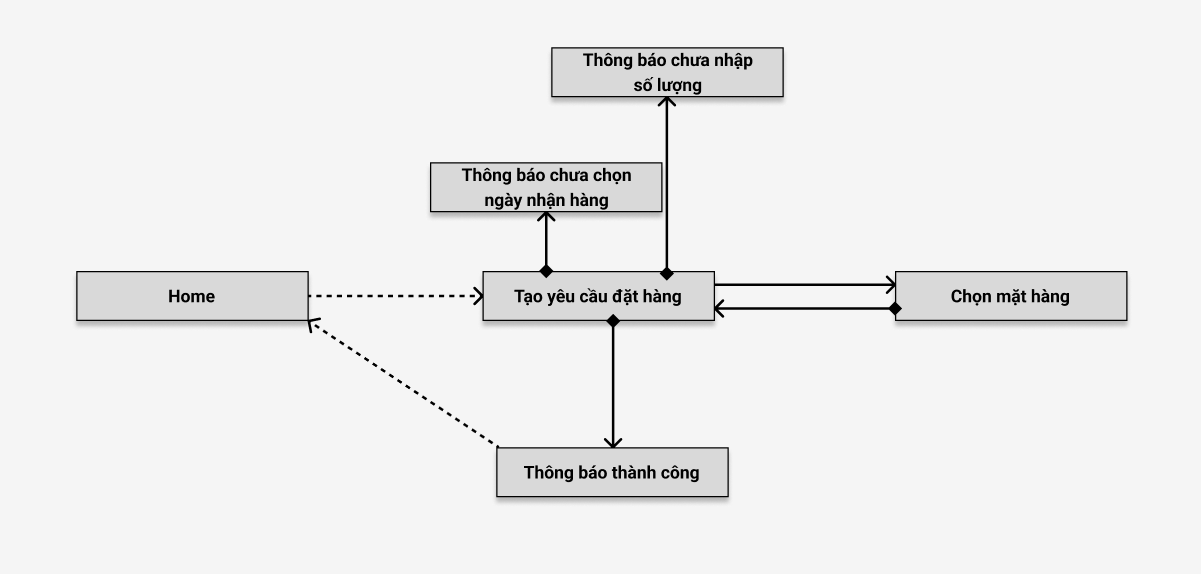 Thông báo chưa nhập
số lượng
Thông báo chưa chọn
ngày nhận hàng
Home
Tạo yêu cầu đặt hàng
Chọn mặt hàng
Thông báo thành công